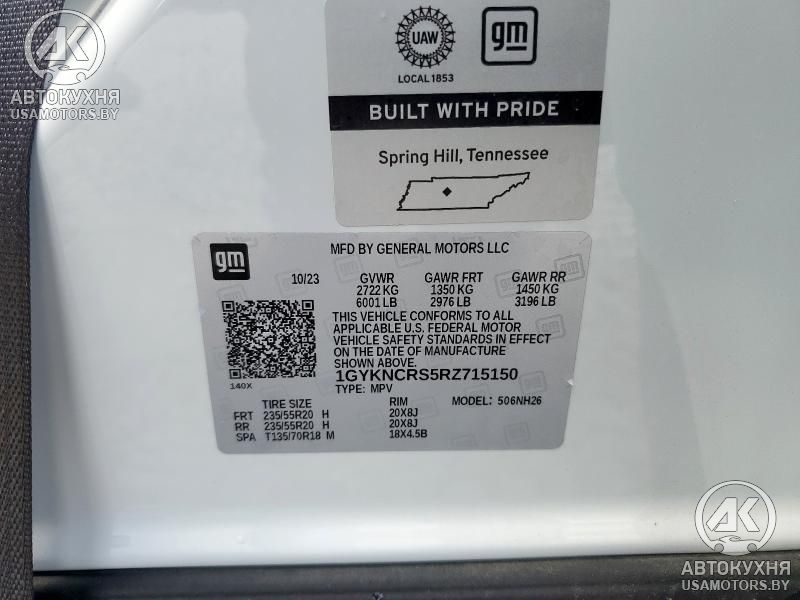 AK
АВТОКУХНЯ
USAMOTORS.BY
UAW
gm
LOCAL 1853
BUILT WITH PRIDE
Spring Hill, Tennessee
gm
MFD BY GENERAL MOTORS LLC
10/23 GVWR GAWR FRT GAWR RR
2722 KG 1350 KG 1450 KG
6001 LB 2976 LB 3196 LB
THIS VEHICLE CONFORMS TO ALL
APPLICABLE U.S. FEDERAL MOTOR
VEHICLE SAFETY STANDARDS IN EFFECT
ON THE DATE OF MANUFACTURE
SHOWN ABOVE.
1GYKNCRS5RZ715150
140X TYPE: MPV
TIRE SIZE RIM MODEL: 506NH26
FRT 235/55R20 H 20X8J
RR 235/55R20 H 20X8J
SPA T135/70R18 M 18X4.5B
AK
АВТОКУХНЯ
USAMOTORS.BY